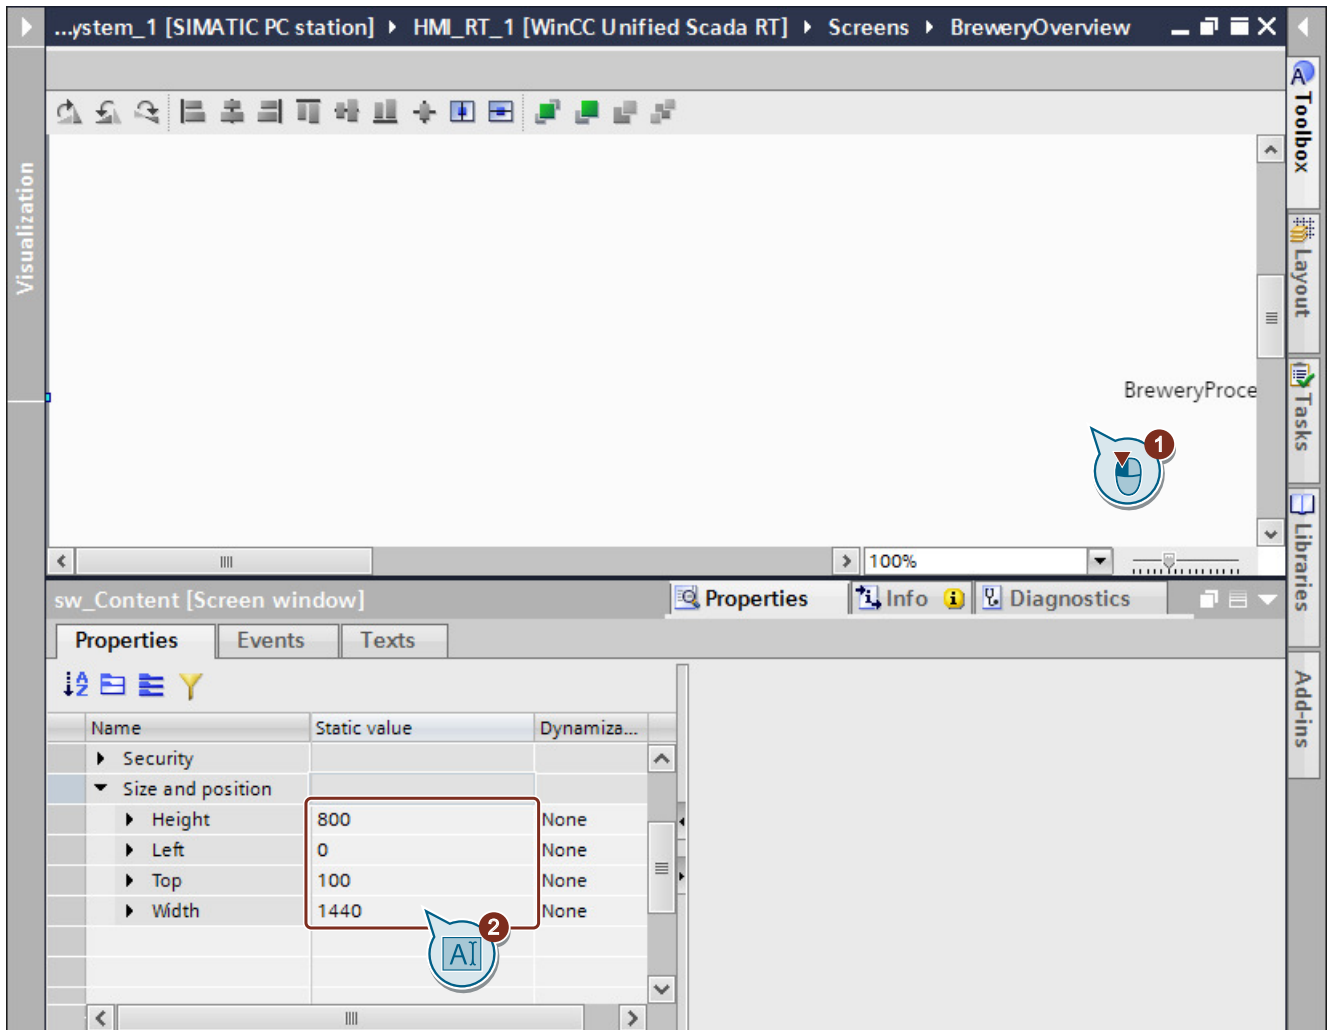 ...ystem_1 [SIMATIC PC station] ▸ HMI_RT_1 [WinCC Unified Scada RT] ▸ Screens ▸ BreweryOverview
Visualization
Toolbox
Layout
Tasks
Libraries
Add-ins
BreweryProce
1
100%
sw_Content [Screen window]
Properties
Info
Diagnostics
Properties
Events
Texts
Name
Static value
Dynamiza...
Security
Size and position
Height
800
None
Left
0
None
Top
100
None
Width
1440
None
2
A